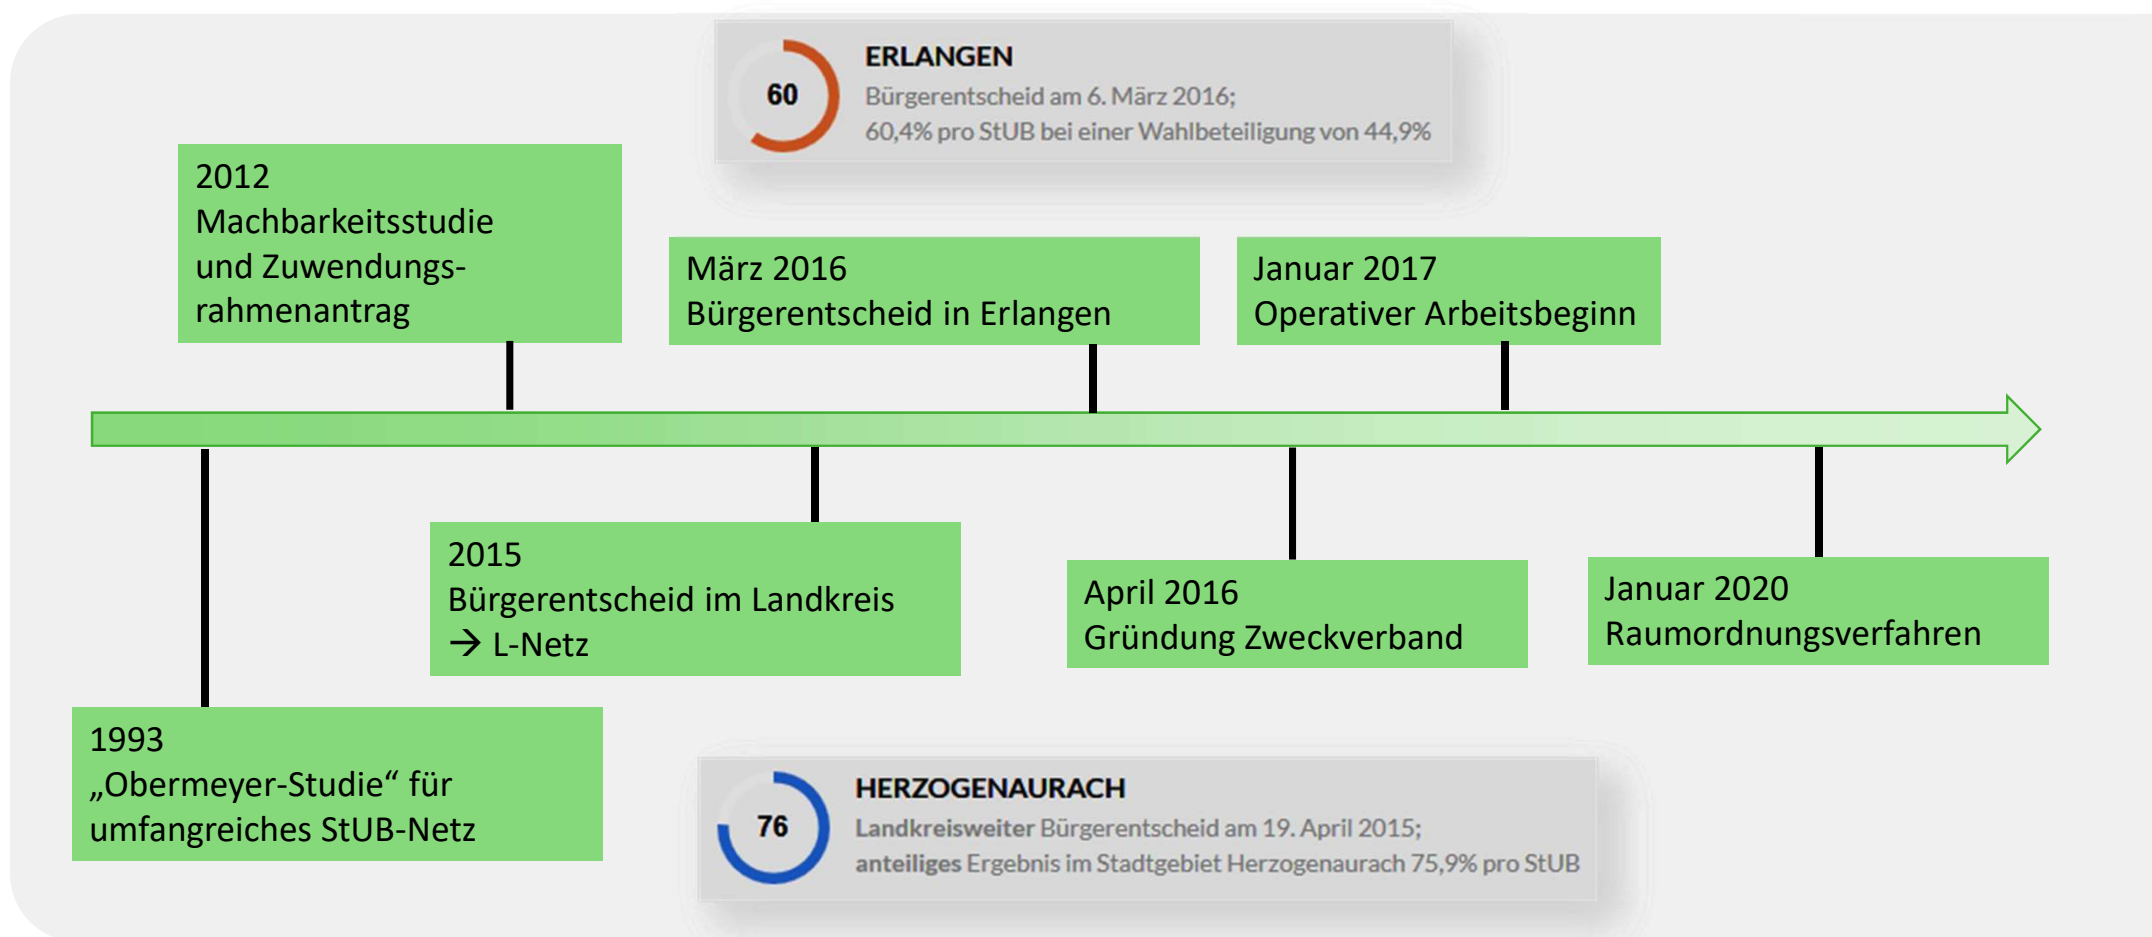 ERLANGEN
60
Bürgerentscheid am 6. März 2016;
60,4% pro StUB bei einer Wahlbeteiligung von 44,9%
2012
Machbarkeitsstudie
und Zuwendungs-
rahmenantrag
März 2016
Bürgerentscheid in Erlangen
Januar 2017
Operativer Arbeitsbeginn
2015
Bürgerentscheid im Landkreis
→ L-Netz
April 2016
Gründung Zweckverband
Januar 2020
Raumordnungsverfahren
1993
„Obermeyer-Studie“ für
umfangreiches StUB-Netz
HERZOGENAURACH
76
Landkreisweiter Bürgerentscheid am 19. April 2015;
anteiliges Ergebnis im Stadtgebiet Herzogenaurach 75,9% pro StUB